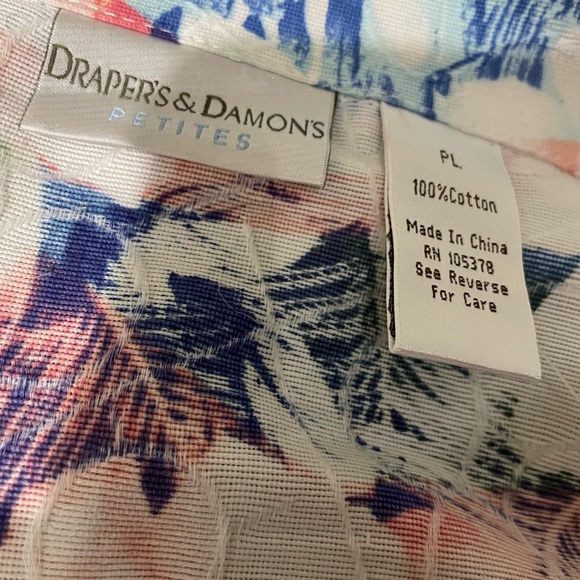 DRAPER'S & DAMON'S
PETITES
PL.
100%Cotton
Made In China
RN 105378
See Reverse
For Care